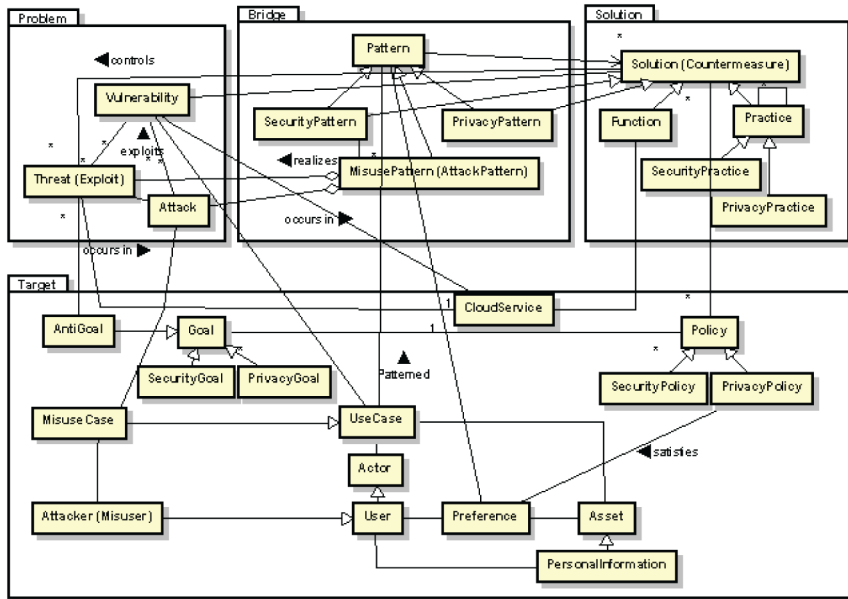 Problem
Bridge
Solution
controls
Pattern
*
Solution (Countermeasure)
Vulnerability
*
SecurityPattern
PrivacyPattern
Function
Practice
*
*
exploits
*
*
*
realizes
*
Threat (Exploit)
MisusePattern (AttackPattern)
SecurityPractice
Attack
PrivacyPractice
*
occurs in
occurs in
Target
1
CloudService
*
AntiGoal
Goal
1
Policy
*
*
SecurityGoal
PrivacyGoal
Patterned
SecurityPolicy
PrivacyPolicy
MisuseCase
UseCase
satisfies
Actor
Attacker (Misuser)
User
Preference
Asset
PersonalInformation